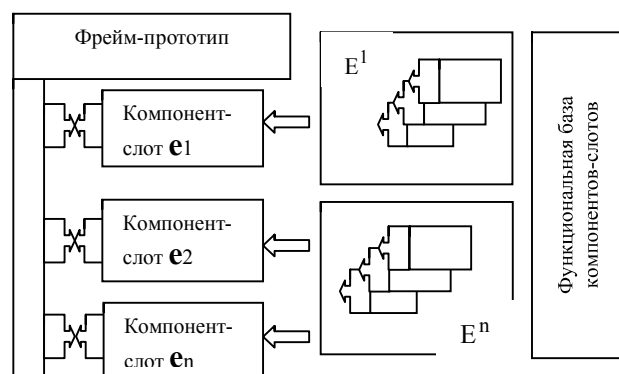 Фрейм-прототип
Компонент-
слот e1
Компонент-
слот e2
Компонент-
слот en
E1
En
Функциональная база
компонентов-слотов